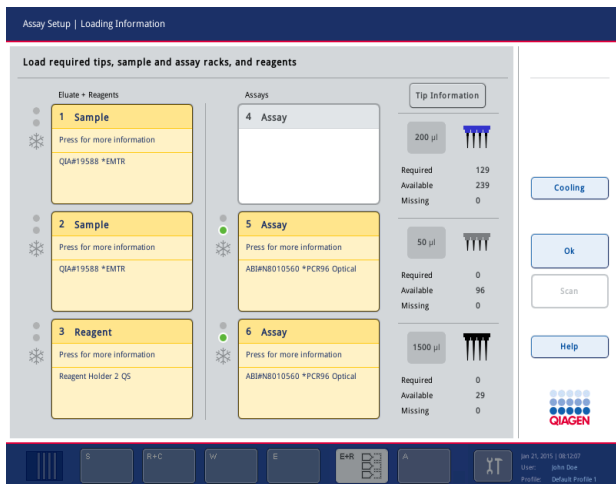 Assay Setup | Loading Information
Load required tips, sample and assay racks, and reagents
Eluate + Reagents
Assays
Tip Information
1 Sample
Press for more information
QIA#19588 *EMTR
4 Assay
200 µl
Required 129
Available 239
Missing 0
Cooling
2 Sample
Press for more information
QIA#19588 *EMTR
5 Assay
Press for more information
ABI#N8010560 *PCR96 Optical
50 µl
Required 0
Available 96
Missing 0
Ok
Scan
3 Reagent
Press for more information
Reagent Holder 2 QS
6 Assay
Press for more information
ABI#N8010560 *PCR96 Optical
1500 µl
Required 0
Available 29
Missing 0
Help
QIAGEN
S
R+C
W
E
E+R
A
Jan 21, 2015 | 08:12:07
User: John Doe
Profile: Default Profile 1